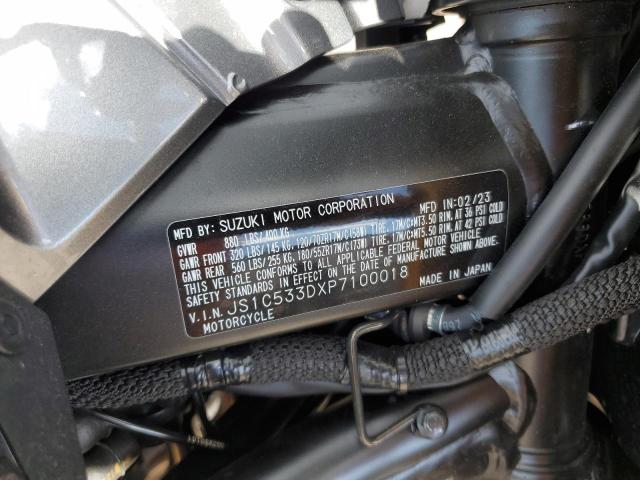 MFD BY: SUZUKI MOTOR CORPORATION MFD IN:02/23
GVWR 880 LBS/ 400 KG
GAWR FRONT 320 LBS/ 145 KG, 120/70ZR17M/C(58W) TIRE, 17M/C×MT3.50 RIM, AT 36 PSI COLD
GAWR REAR 560 LBS/ 255 KG, 180/55ZR17M/C(73W) TIRE, 17M/C×MT5.50 RIM, AT 42 PSI COLD
THIS VEHICLE CONFORMS TO ALL APPLICABLE FEDERAL MOTOR VEHICLE
SAFETY STANDARDS IN EFFECT ON THE DATE OF MANUFACTURE SHOWN ABOVE.
V.I.N. JS1C533DXP7100018 MADE IN JAPAN
MOTORCYCLE